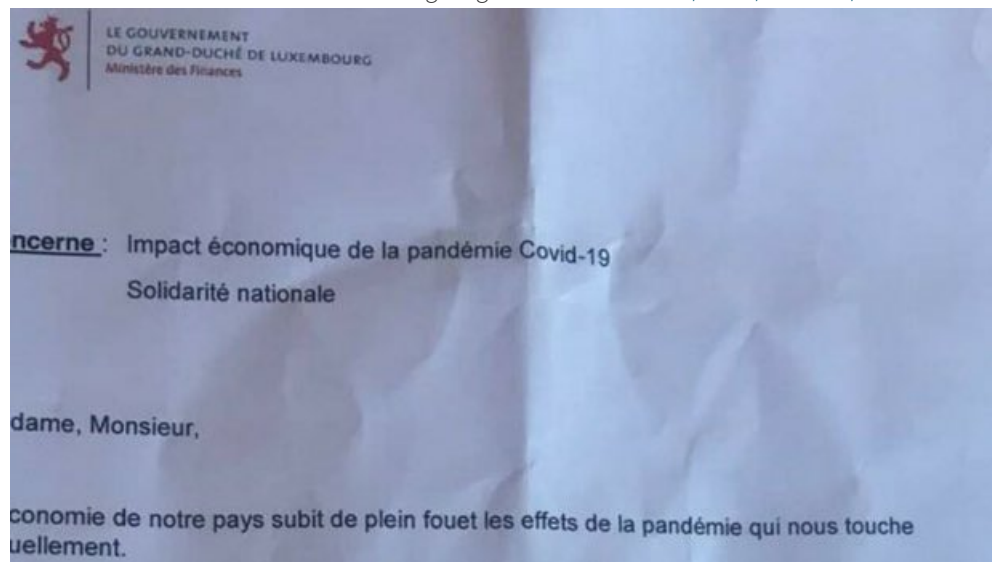 LE GOUVERNEMENT
DU GRAND-DUCHÉ DE LUXEMBOURG
Ministère des Finances
ncerne : Impact économique de la pandémie Covid-19
Solidarité nationale
dame, Monsieur,
conomie de notre pays subit de plein fouet les effets de la pandémie qui nous touche
uellement.